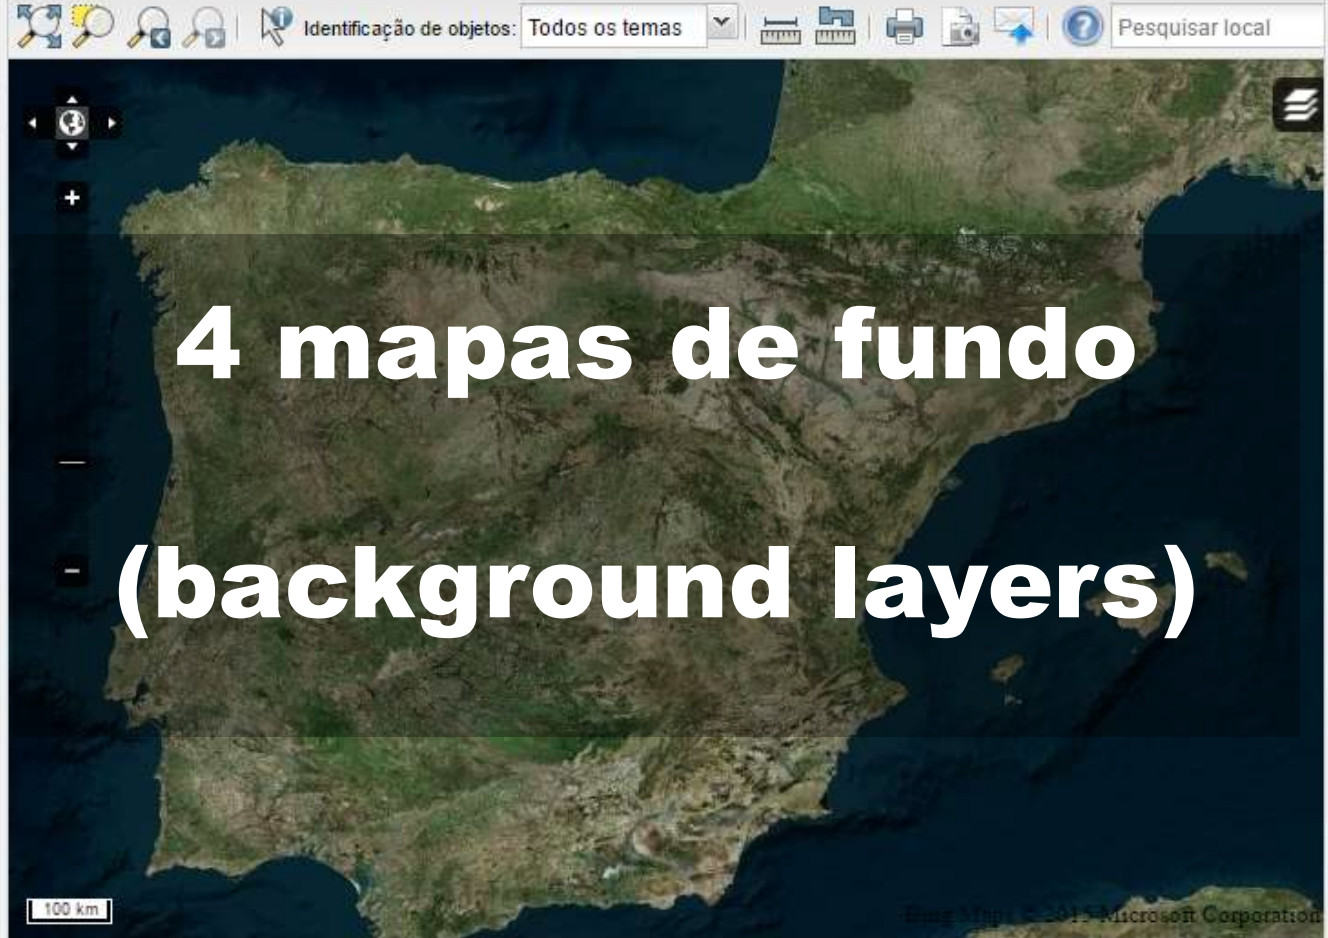 Identificação de objetos: Todos os temas Pesquisar local
4 mapas de fundo
(background layers)
100 km
Bing Maps © 2015 Microsoft Corporation